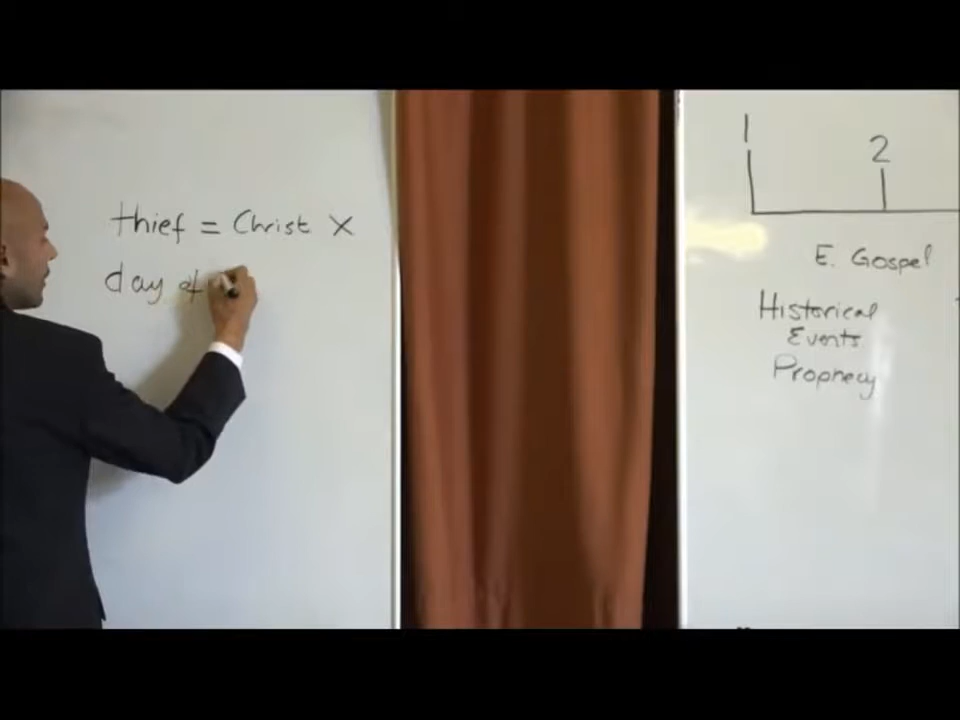 thief = Christ X
day of
1
2
E. Gospel
Historical
Events
Prophecy